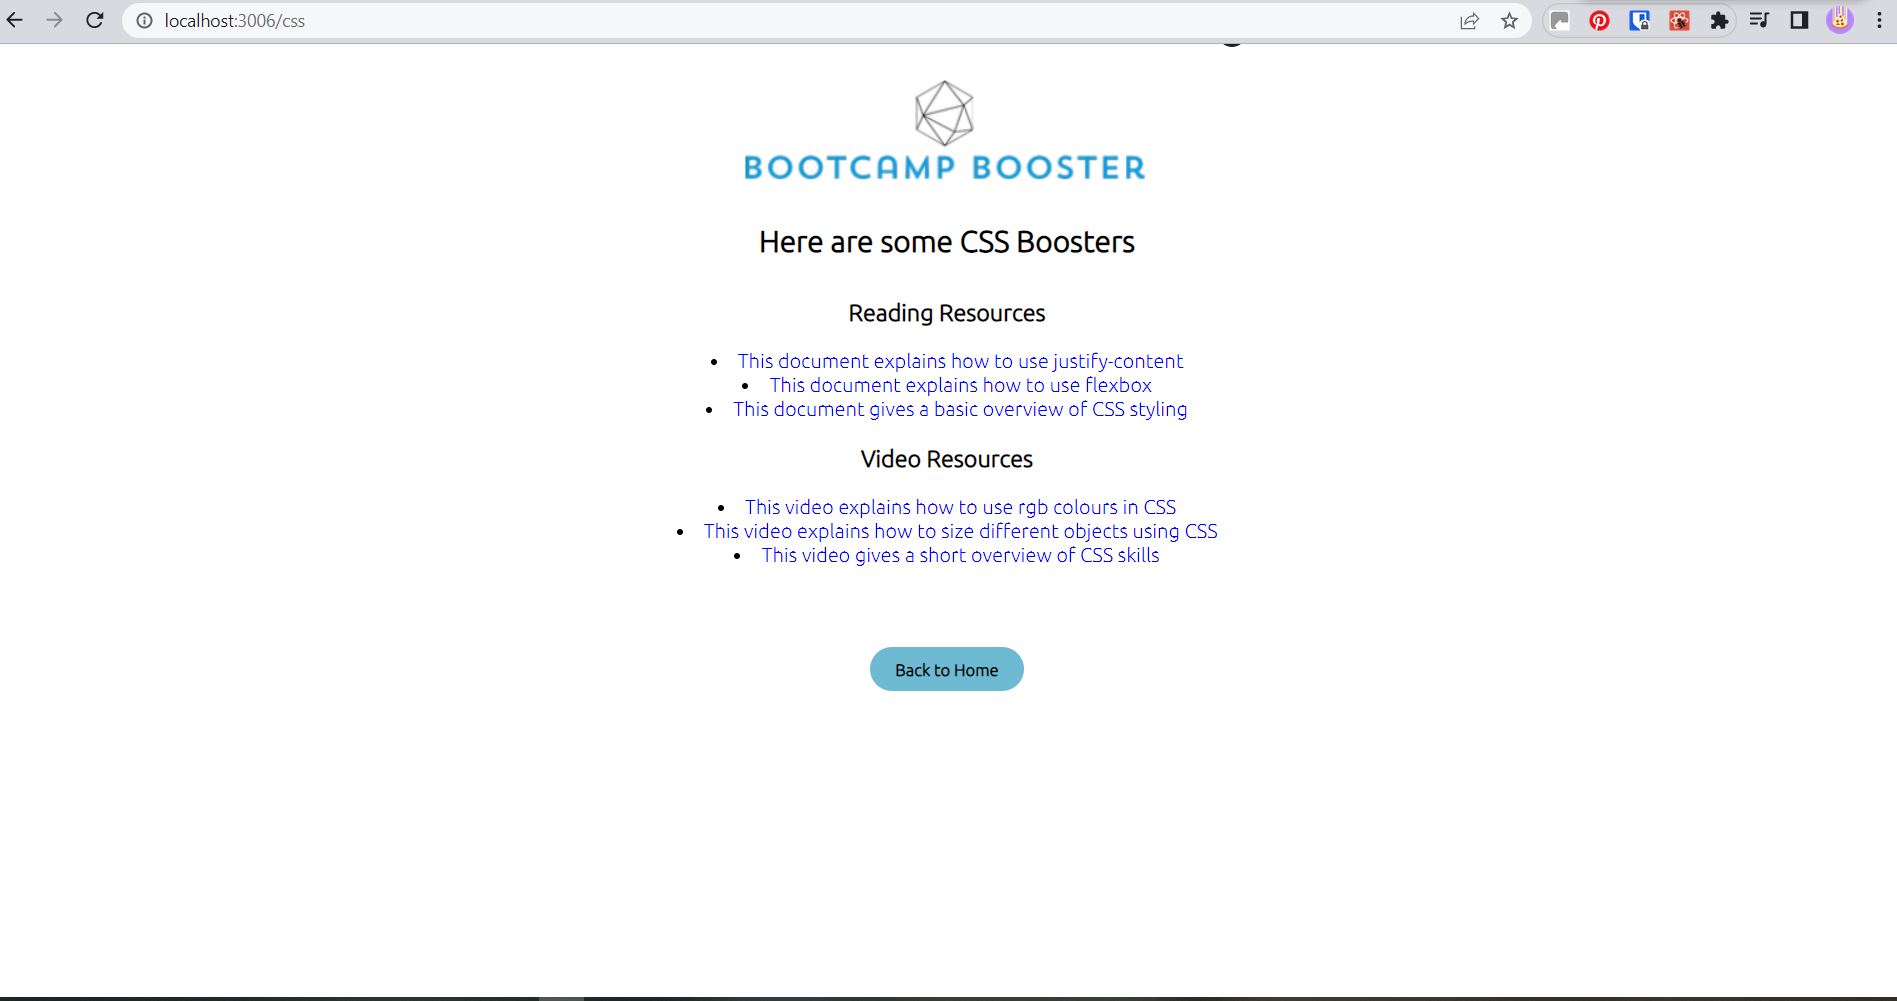 localhost:3006/css
BOOTCAMP BOOSTER
Here are some CSS Boosters
Reading Resources
• This document explains how to use justify-content
• This document explains how to use flexbox
• This document gives a basic overview of CSS styling
Video Resources
• This video explains how to use rgb colours in CSS
• This video explains how to size different objects using CSS
• This video gives a short overview of CSS skills
Back to Home